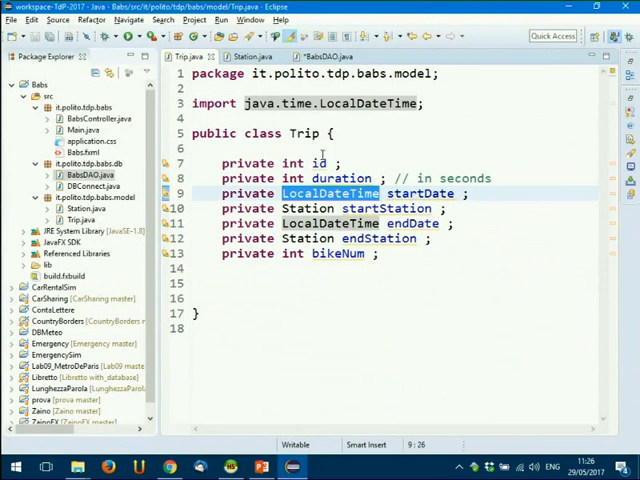 workspace-TdP-2017 - Babs/src/it/polito/tdp/babs/model/Trip.java - Eclipse
File Edit Source Refactor Navigate Search Project Run Window Help
Quick Access
Package Explorer
Trip.java
Station.java
*BabsDAO.java
Babs
src
it.polito.tdp.babs
BabsController.java
Main.java
application.css
Babs.fxml
it.polito.tdp.babs.db
BabsDAO.java
DBConnect.java
it.polito.tdp.babs.model
Station.java
Trip.java
JRE System Library [JavaSE-1.8]
JavaFX SDK
Referenced Libraries
lib
build.fxbuild
CarRentalSim
CarSharing [CarSharing master]
ContaLettere
CountryBorders [CountryBorders master]
DBMeteo
Emergency [Emergency master]
EmergencySim
Lab09_MetroDeParis [Lab09 master]
Libretto [Libretto with_database]
LunghezzaParola [LunghezzaParola
prova [prova master]
Zaino [Zaino master]
ZainoFX [ZainoFX master]
1 package it.polito.tdp.babs.model;
2
3 import java.time.LocalDateTime;
4
5 public class Trip {
6
7 private int id ;
8 private int duration ; // in seconds
9 private LocalDateTime startDate ;
10 private Station startStation ;
11 private LocalDateTime endDate ;
12 private Station endStation ;
13 private int bikeNum ;
14
15
16
17 }
18
Writable
Smart Insert
9 : 26
ENG
11:26
29/05/2017